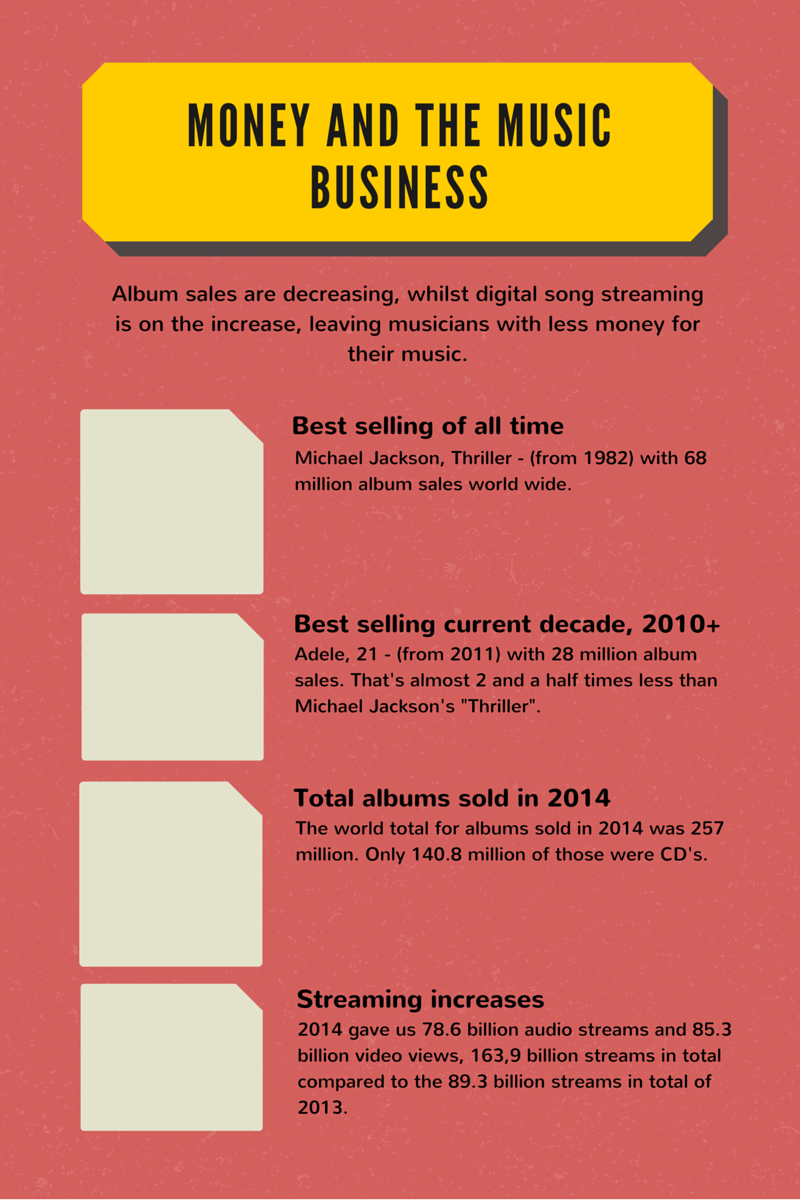 MONEY AND THE MUSIC
BUSINESS
Album sales are decreasing, whilst digital song streaming
is on the increase, leaving musicians with less money for
their music.
Best selling of all time
Michael Jackson, Thriller - (from 1982) with 68
million album sales world wide.
Best selling current decade, 2010+
Adele, 21 - (from 2011) with 28 million album
sales. That's almost 2 and a half times less than
Michael Jackson's "Thriller".
Total albums sold in 2014
The world total for albums sold in 2014 was 257
million. Only 140.8 million of those were CD's.
Streaming increases
2014 gave us 78.6 billion audio streams and 85.3
billion video views, 163,9 billion streams in total
compared to the 89.3 billion streams in total of
2013.